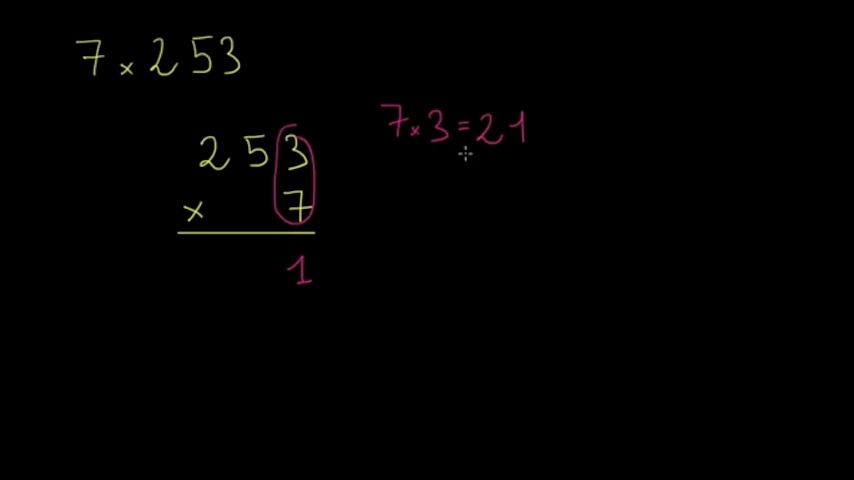 7 × 253
253
7 × 3 = 21
× 7
1